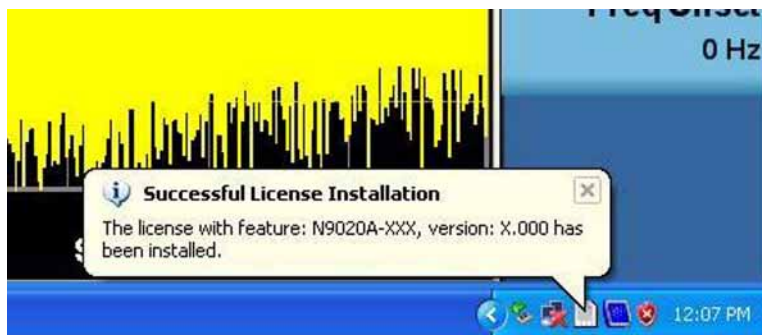 0 Hz
Successful License Installation
The license with feature: N9020A-XXX, version: X.000 has
been installed.
12:07 PM